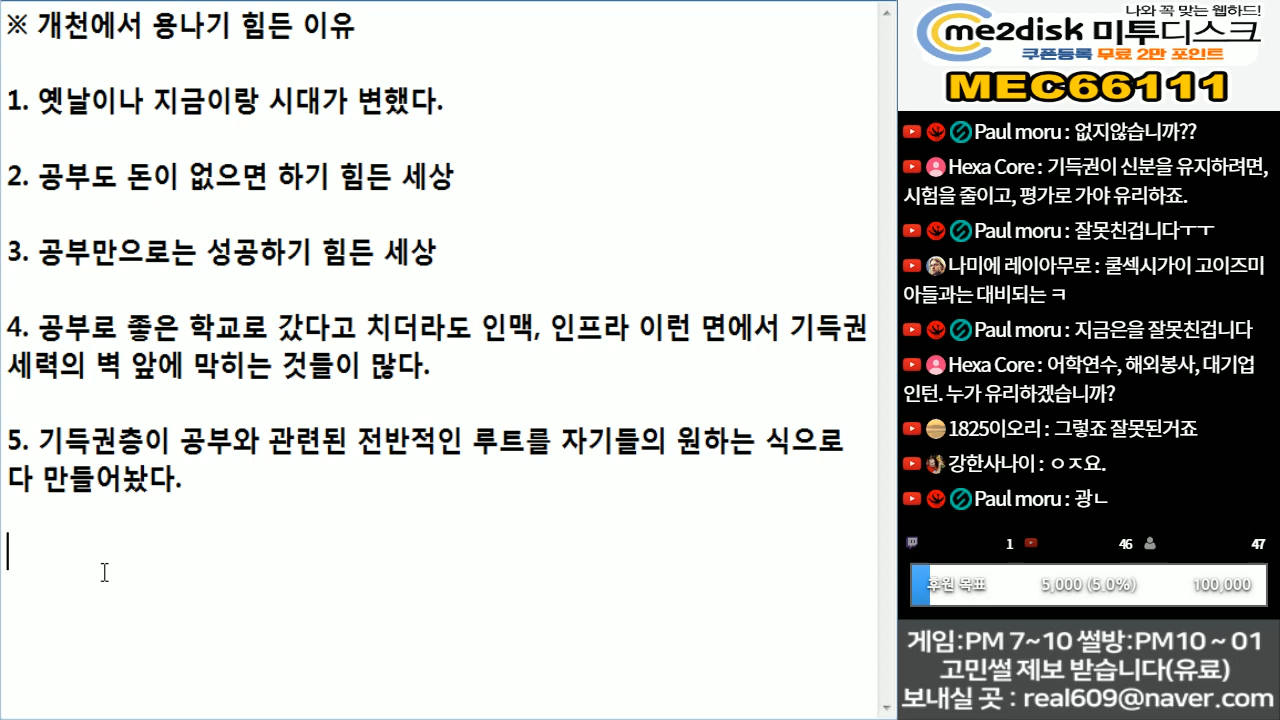 ※ 개천에서 용나기 힘든 이유
1. 옛날이나 지금이랑 시대가 변했다.
2. 공부도 돈이 없으면 하기 힘든 세상
3. 공부만으로는 성공하기 힘든 세상
4. 공부로 좋은 학교로 갔다고 치더라도 인맥, 인프라 이런 면에서 기득권
세력의 벽 앞에 막히는 것들이 많다.
5. 기득권층이 공부와 관련된 전반적인 루트를 자기들의 원하는 식으로
다 만들어놨다.
나와 꼭 맞는 웹하드!
me2disk 미투디스크
쿠폰등록 무료 2만 포인트
MEC66111
Paul moru : 없지않습니까??
Hexa Core : 기득권이 신분을 유지하려면,
시험을 줄이고, 평가로 가야 유리하죠.
Paul moru : 잘못친겁니다ㅜㅜ
나미에 레이아무로 : 쿨섹시가이 고이즈미
아들과는 대비되는 ㅋ
Paul moru : 지금은을 잘못친겁니다
Hexa Core : 어학연수, 해외봉사, 대기업
인턴. 누가 유리하겠습니까?
1825이오리 : 그렇죠 잘못된거죠
강한사나이 : ㅇㅈ요.
Paul moru : 광ㄴ
1 46 47
후원 목표 5,000 (5.0%) 100,000
게임:PM 7~10 썰방:PM10 ~ 01
고민썰 제보 받습니다(유료)
보내실 곳 : real609@naver.com